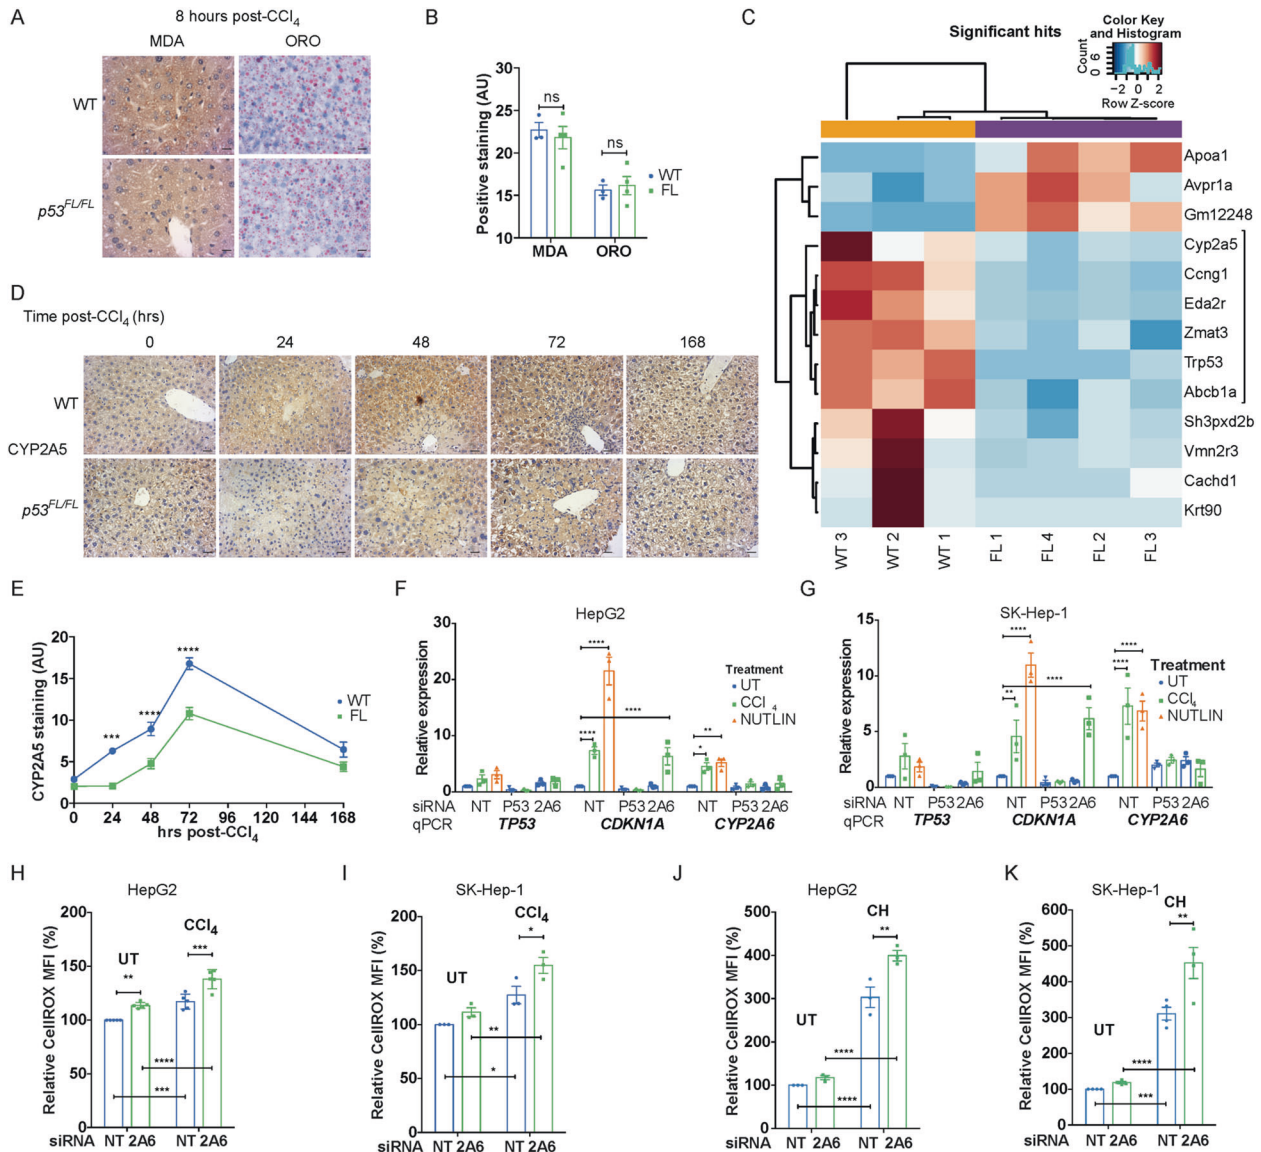 A
8 hours post-CCl4
MDA ORO
WT
p53FL/FL
B
Positive staining (AU)
30
25
20
15
10
ns
ns
WT
FL
MDA ORO
C
Significant hits
Color Key
and Histogram
Count
0 6
−2 0 2
Row Z-score
Apoa1
Avpr1a
Gm12248
Cyp2a5
Ccng1
Eda2r
Zmat3
Trp53
Abcb1a
Sh3pxd2b
Vmn2r3
Cachd1
Krt90
WT 3 WT 2 WT 1 FL 1 FL 4 FL 2 FL 3
D
Time post-CCl4 (hrs)
0 24 48 72 168
WT
CYP2A5
p53FL/FL
E
CYP2A5 staining (AU)
20
15
10
5
0
*** **** ****
WT
FL
0 24 48 72 96 120 144 168
hrs post-CCl4
F
HepG2
Relative expression
30
20
10
0
****
****
****
**
*
Treatment
UT
CCl4
NUTLIN
siRNA NT P53 2A6 NT P53 2A6 NT P53 2A6
qPCR TP53 CDKN1A CYP2A6
G
SK-Hep-1
Relative expression
15
10
5
0
****
**
****
****
****
Treatment
UT
CCl4
NUTLIN
siRNA NT P53 2A6 NT P53 2A6 NT P53 2A6
qPCR TP53 CDKN1A CYP2A6
H
HepG2
Relative CellROX MFI (%)
200
150
100
50
0
CCl4
UT
***
**
****
***
siRNA NT 2A6 NT 2A6
I
SK-Hep-1
Relative CellROX MFI (%)
200
150
100
50
0
CCl4
UT
*
**
*
siRNA NT 2A6 NT 2A6
J
HepG2
Relative CellROX MFI (%)
500
400
300
200
100
0
CH
UT
**
****
****
siRNA NT 2A6 NT 2A6
K
SK-Hep-1
Relative CellROX MFI (%)
600
500
400
300
200
100
0
CH
UT
**
****
***
siRNA NT 2A6 NT 2A6